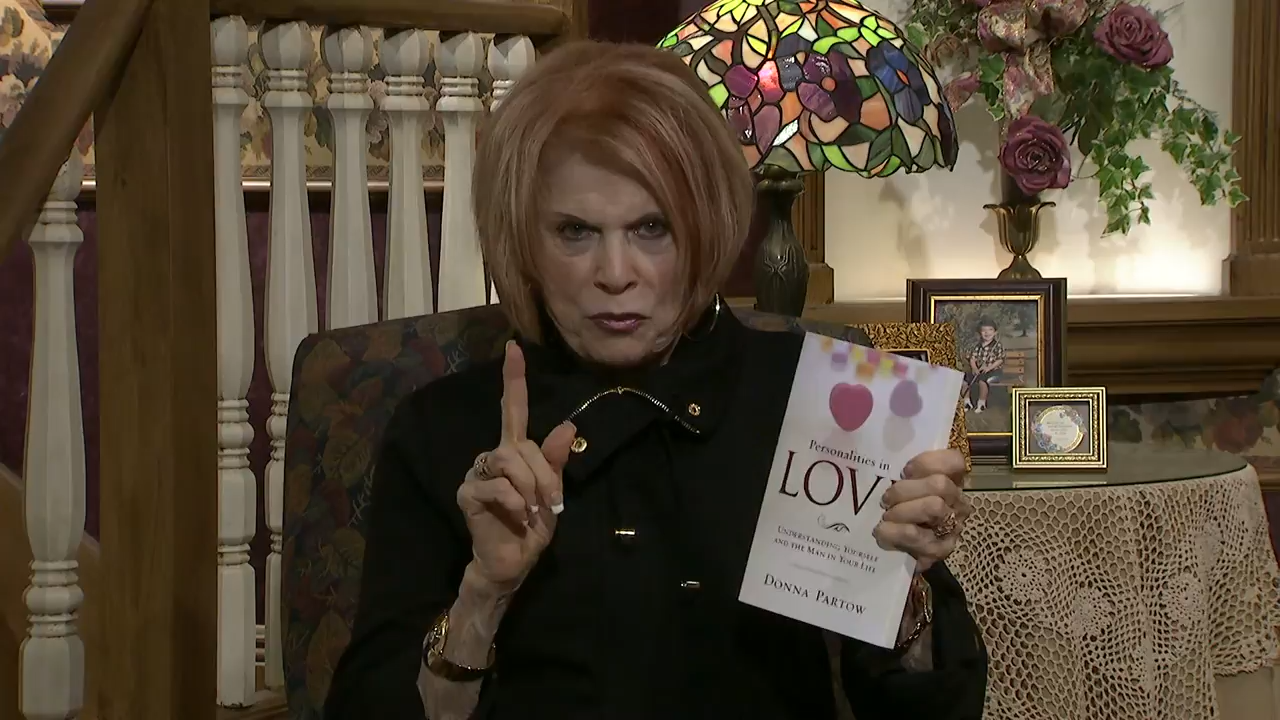 Personalities in
LOV
Understanding Yourself
and the Man in Your Life
Donna Partow